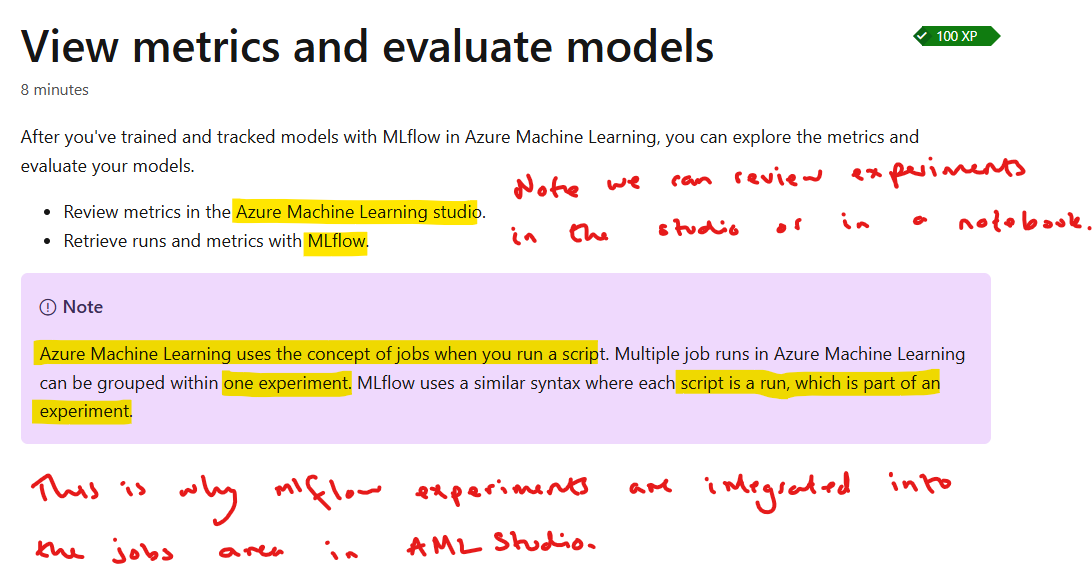 View metrics and evaluate models
100 XP
8 minutes
After you've trained and tracked models with MLflow in Azure Machine Learning, you can explore the metrics and
evaluate your models.
Note we can review experiments
in the studio or in a notebook.
• Review metrics in the Azure Machine Learning studio.
• Retrieve runs and metrics with MLflow.
Note
Azure Machine Learning uses the concept of jobs when you run a script. Multiple job runs in Azure Machine Learning
can be grouped within one experiment. MLflow uses a similar syntax where each script is a run, which is part of an
experiment.
This is why mlflow experiments are integrated into
the jobs area in AML Studio.